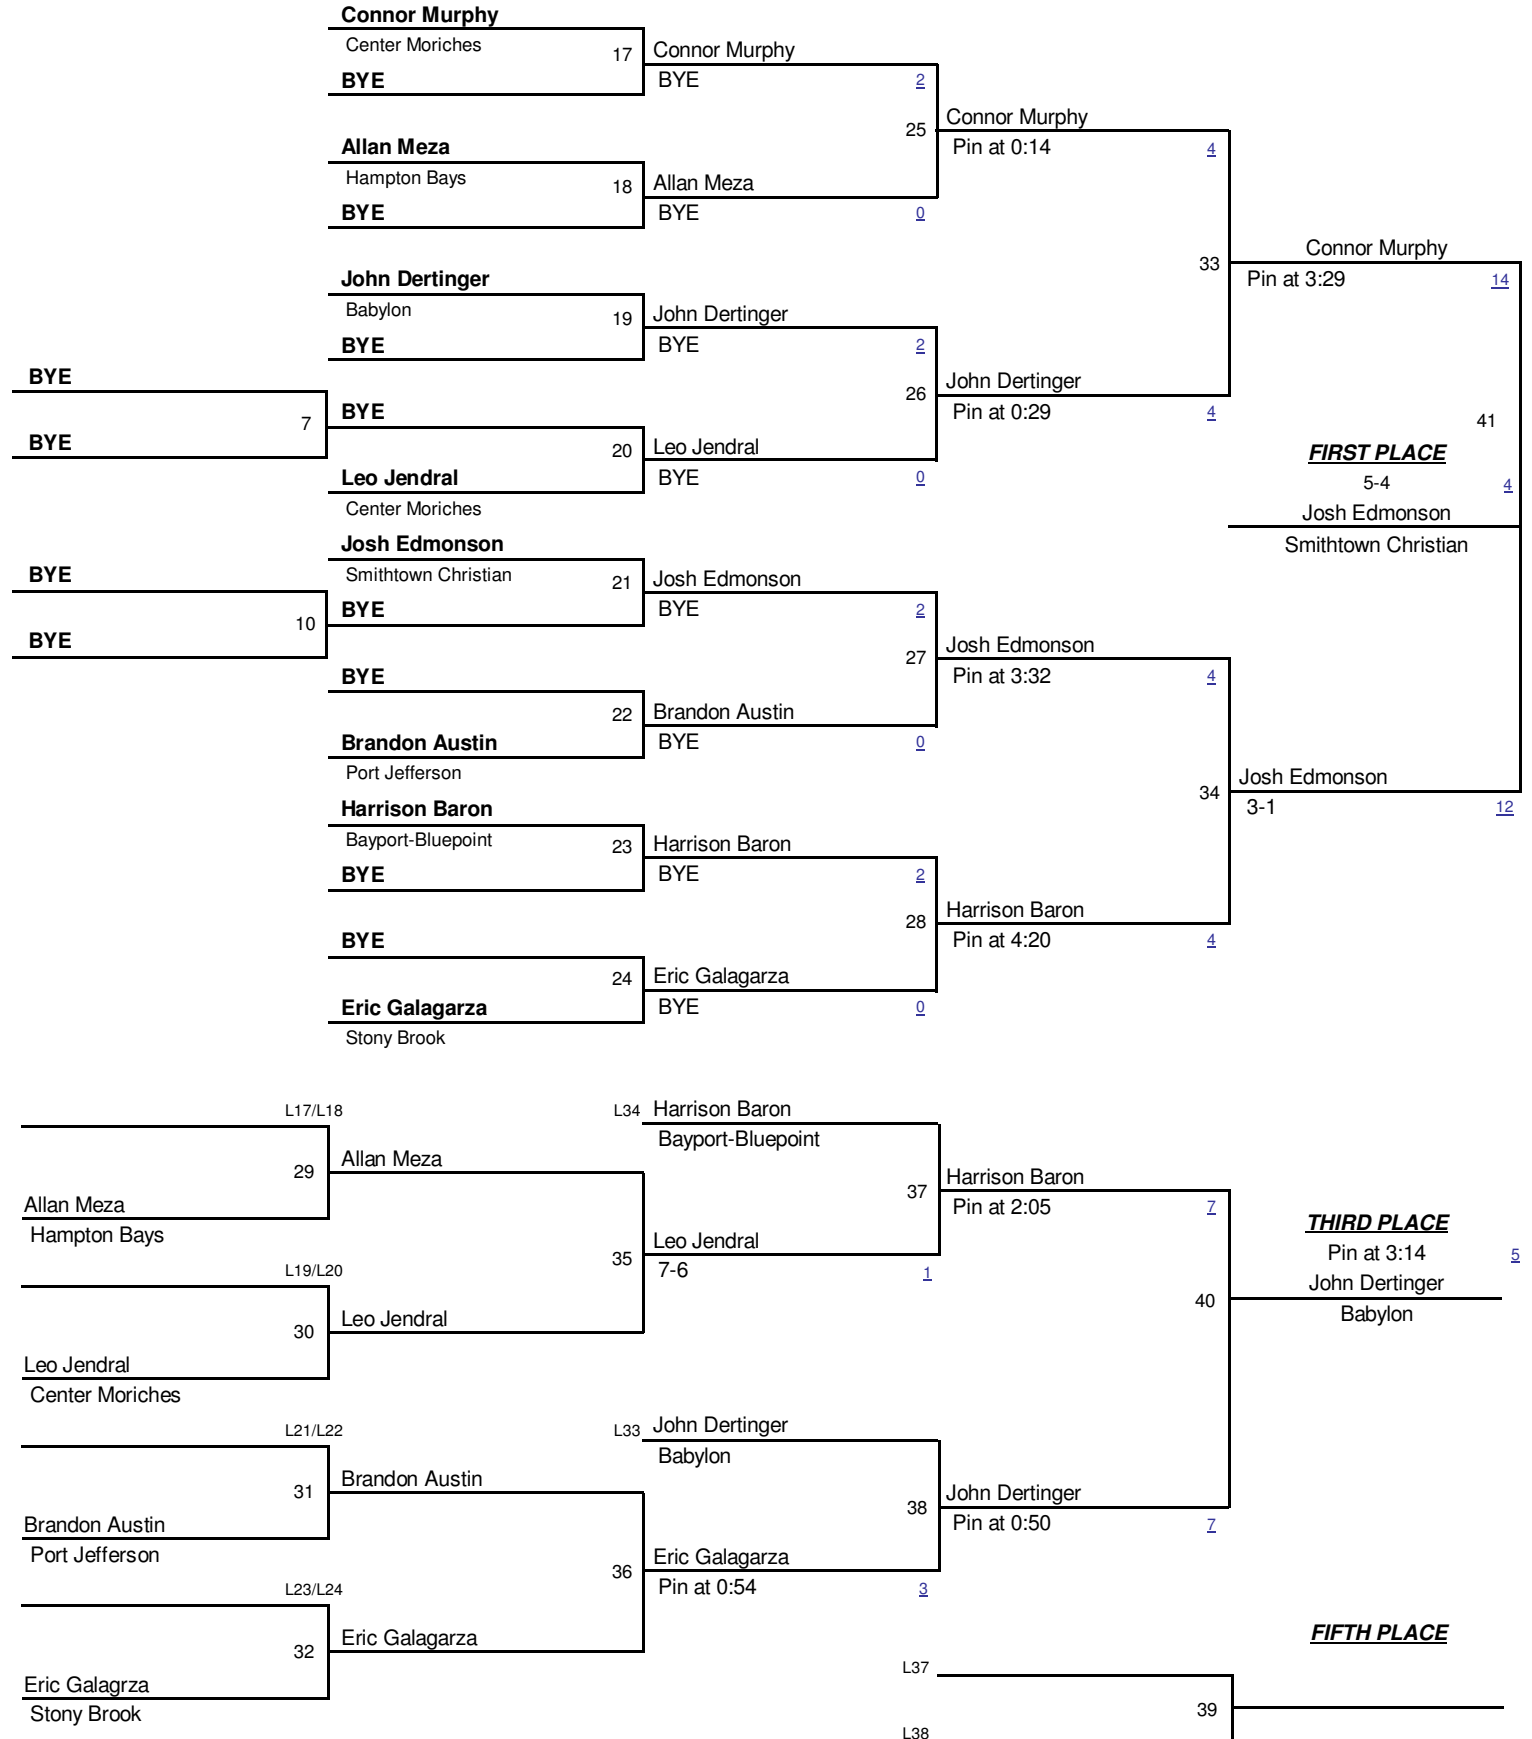 Connor Murphy
Center Moriches
17
Connor Murphy
BYE
BYE
2
25
Connor Murphy
Pin at 0:14
4
Allan Meza
Hampton Bays
18
Allan Meza
BYE
BYE
0
33
Connor Murphy
Pin at 3:29
14
John Dertinger
Babylon
19
John Dertinger
BYE
BYE
2
BYE
7
BYE
BYE
26
John Dertinger
Pin at 0:29
4
20
Leo Jendral
BYE
0
Leo Jendral
Center Moriches
41
FIRST PLACE
5-4
4
Josh Edmonson
Smithtown Christian
Josh Edmonson
Smithtown Christian
21
Josh Edmonson
BYE
BYE
2
BYE
10
BYE
27
Josh Edmonson
Pin at 3:32
4
BYE
22
Brandon Austin
BYE
0
Brandon Austin
Port Jefferson
34
Josh Edmonson
3-1
12
Harrison Baron
Bayport-Bluepoint
23
Harrison Baron
BYE
BYE
2
28
Harrison Baron
Pin at 4:20
4
BYE
24
Eric Galagarza
BYE
0
Eric Galagarza
Stony Brook
L17/L18
29
Allan Meza
Allan Meza
Hampton Bays
L34
Harrison Baron
Bayport-Bluepoint
37
Harrison Baron
Pin at 2:05
7
35
Leo Jendral
7-6
1
L19/L20
30
Leo Jendral
Leo Jendral
Center Moriches
THIRD PLACE
Pin at 3:14
5
40
John Dertinger
Babylon
L21/L22
31
Brandon Austin
Brandon Austin
Port Jefferson
L33
John Dertinger
Babylon
38
John Dertinger
Pin at 0:50
7
36
Eric Galagarza
Pin at 0:54
3
L23/L24
32
Eric Galagarza
Eric Galagrza
Stony Brook
FIFTH PLACE
L37
39
L38